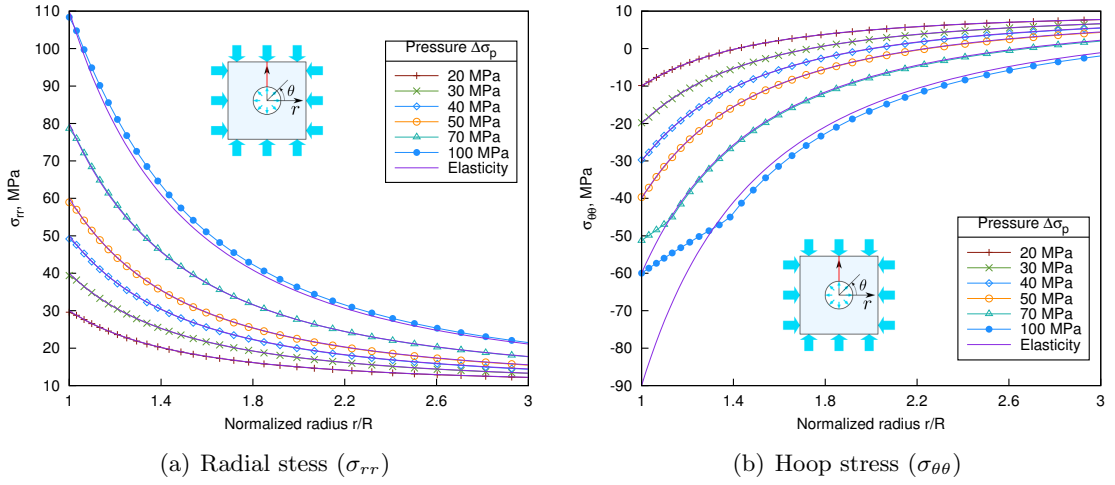 110
100
90
80
70
60
50
40
30
20
10
σrr, MPa
1 1.4 1.8 2.2 2.6 3
Normalized radius r/R
θ
r
Pressure Δσp
20 MPa
30 MPa
40 MPa
50 MPa
70 MPa
100 MPa
Elasticity
(a) Radial stess (σrr)
10
0
-10
-20
-30
-40
-50
-60
-70
-80
-90
σθθ, MPa
1 1.4 1.8 2.2 2.6 3
Normalized radius r/R
θ
r
Pressure Δσp
20 MPa
30 MPa
40 MPa
50 MPa
70 MPa
100 MPa
Elasticity
(b) Hoop stress (σθθ)